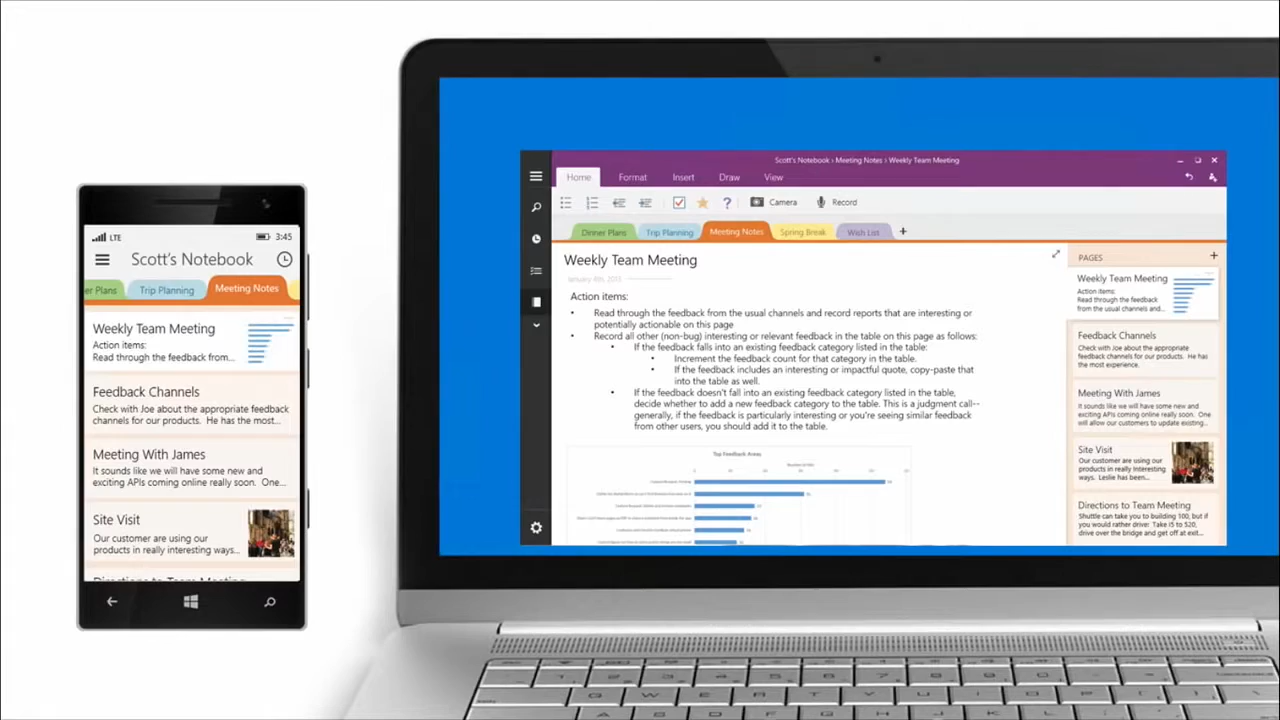 LTE
3:45
Scott's Notebook
er Plans
Trip Planning
Meeting Notes
Weekly Team Meeting
Action items:
Read through the feedback from...
Feedback Channels
Check with Joe about the appropriate feedback
channels for our products. He has the most...
Meeting With James
It sounds like we will have some new and
exciting APIs coming online really soon. One...
Site Visit
Our customer are using our
products in really interesting ways...
Directions to Team Meeting
Scott's Notebook › Meeting Notes › Weekly Team Meeting
Home
Format
Insert
Draw
View
Camera
Record
Dinner Plans
Trip Planning
Meeting Notes
Spring Break
Wish List
Weekly Team Meeting
Action items:
Read through the feedback from the usual channels and record reports that are interesting or
potentially actionable on this page
Record all other (non-bug) interesting or relevant feedback in the table on this page as follows:
If the feedback falls into an existing feedback category listed in the table:
Increment the feedback count for that category in the table.
If the feedback includes an interesting or impactful quote, copy-paste that
into the table as well.
If the feedback doesn't fall into an existing feedback category listed in the table,
decide whether to add a new feedback category to the table. This is a judgment call--
generally, if the feedback is particularly interesting or you're seeing similar feedback
from other users, you should add it to the table.
Top Feedback Areas
PAGES
Weekly Team Meeting
Action items:
Read through the feedback
from the usual channels and...
Feedback Channels
Check with Joe about the appropriate
feedback channels for our products. He has
the most experience.
Meeting With James
It sounds like we will have some new and
exciting APIs coming online really soon. One
will allow our customers to update existing...
Site Visit
Our customer are using our
products in really Interesting
ways. Leslie has been...
Directions to Team Meeting
Shuttle can take you to building 100, but if
you would rather drive: Take I5 to 520,
drive over the bridge and get off at exit...